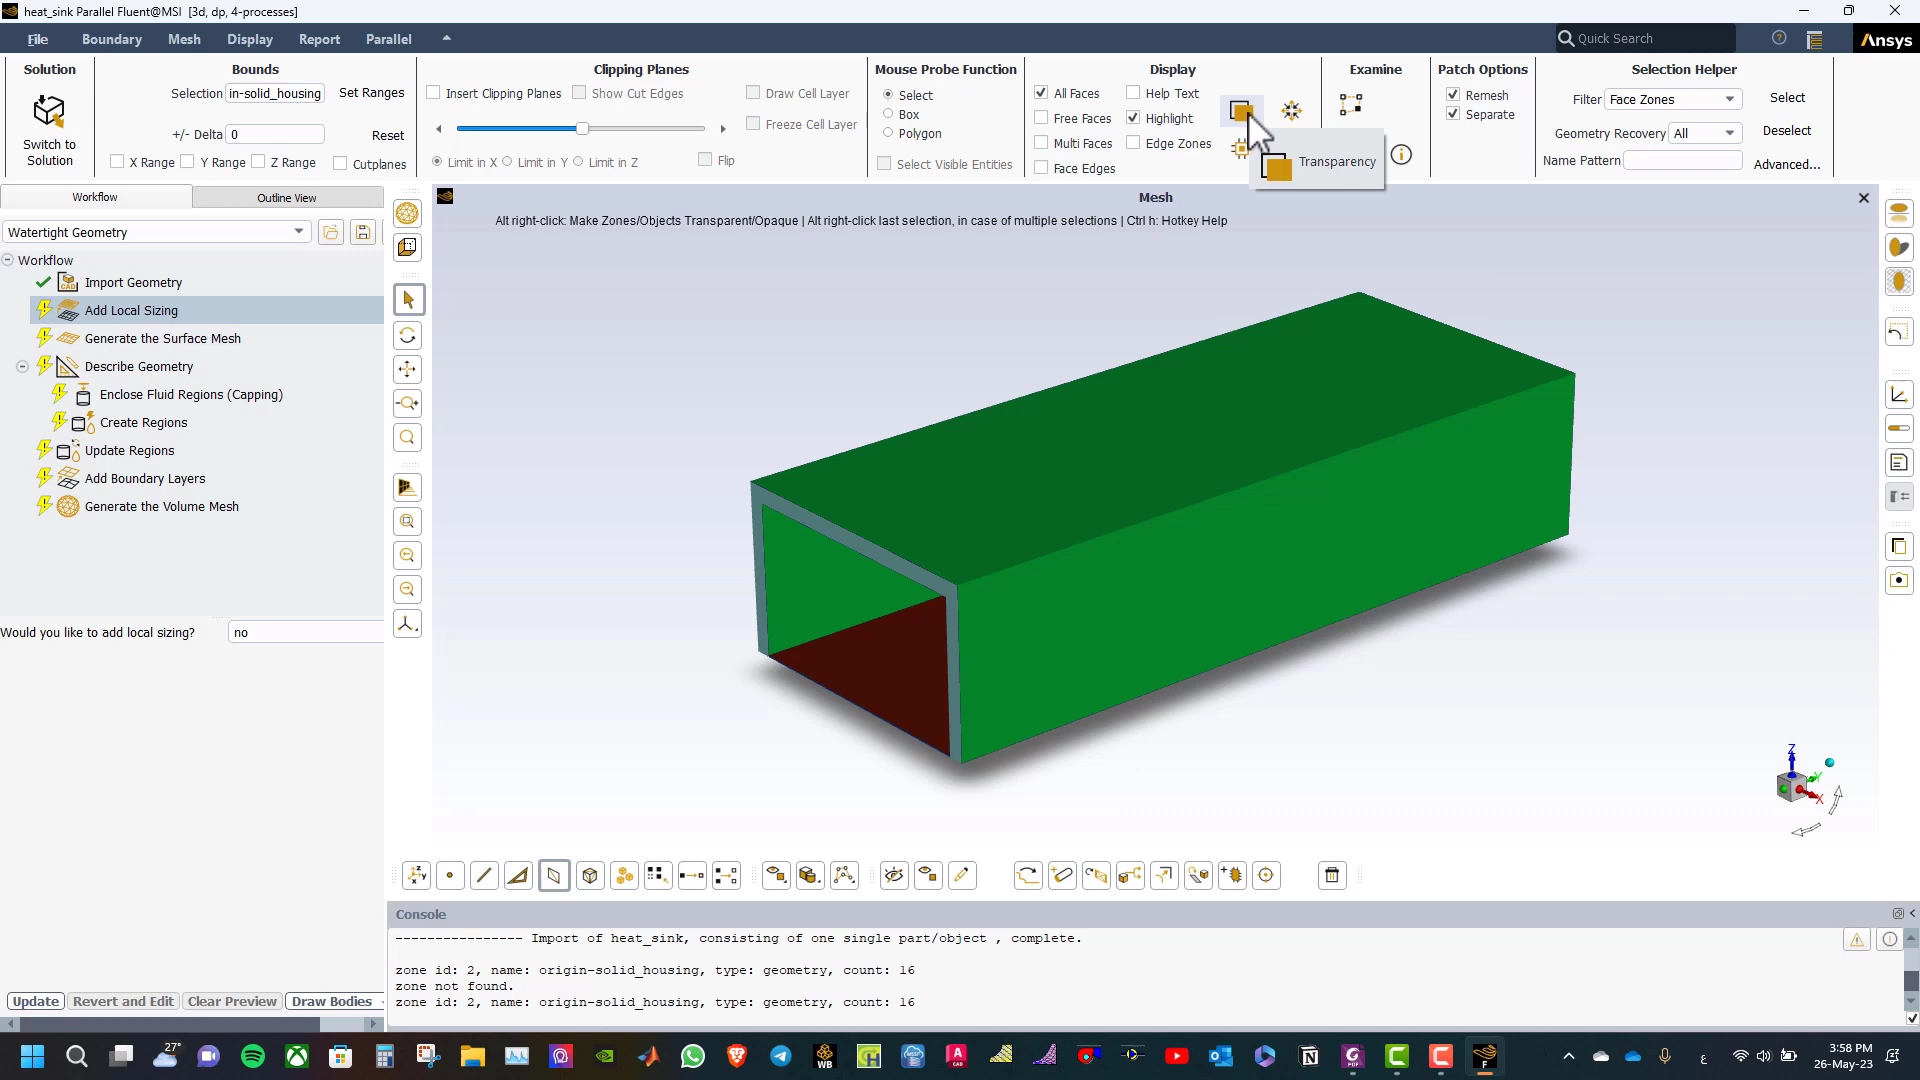 heat_sink Parallel Fluent@MSI [3d, dp, 4-processes]
File Boundary Mesh Display Report Parallel
Quick Search
Ansys
Solution
Switch to
Solution
Bounds
Selection in-solid_housing Set Ranges
+/- Delta 0 Reset
X Range Y Range Z Range Cutplanes
Clipping Planes
Insert Clipping Planes Show Cut Edges Draw Cell Layer
Freeze Cell Layer
Limit in X Limit in Y Limit in Z Flip
Mouse Probe Function
Select
Box
Polygon
Select Visible Entities
Display
All Faces Help Text
Free Faces Highlight
Multi Faces Edge Zones
Face Edges
Transparency
Examine
Patch Options
Remesh
Separate
Selection Helper
Filter Face Zones Select
Geometry Recovery All Deselect
Name Pattern Advanced...
Workflow Outline View
Watertight Geometry
Workflow
Import Geometry
Add Local Sizing
Generate the Surface Mesh
Describe Geometry
Enclose Fluid Regions (Capping)
Create Regions
Update Regions
Add Boundary Layers
Generate the Volume Mesh
Would you like to add local sizing? no
Update Revert and Edit Clear Preview Draw Bodies
Mesh
Alt right-click: Make Zones/Objects Transparent/Opaque | Alt right-click last selection, in case of multiple selections | Ctrl h: Hotkey Help
Z
Y
X
Console
---------------- Import of heat_sink, consisting of one single part/object , complete.
zone id: 2, name: origin-solid_housing, type: geometry, count: 16
zone not found.
zone id: 2, name: origin-solid_housing, type: geometry, count: 16
27°
WB
ع
3:58 PM
26-May-23